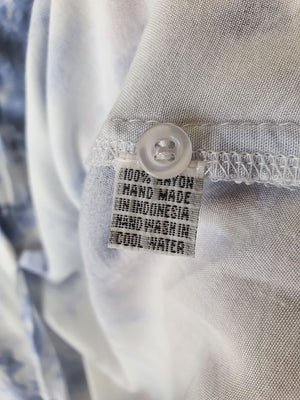 100% RAYON
HAND MADE
IN INDONESIA
HAND WASH IN
COOL WATER